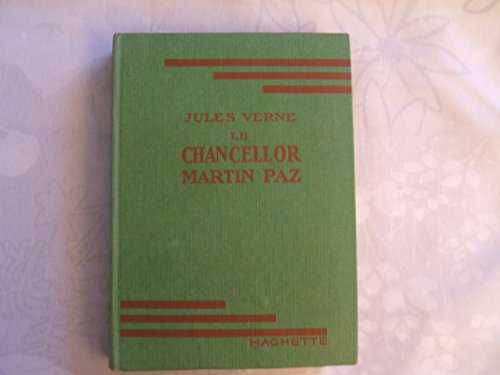 JULES VERNE
LE
CHANCELLOR
MARTIN PAZ
HACHETTE